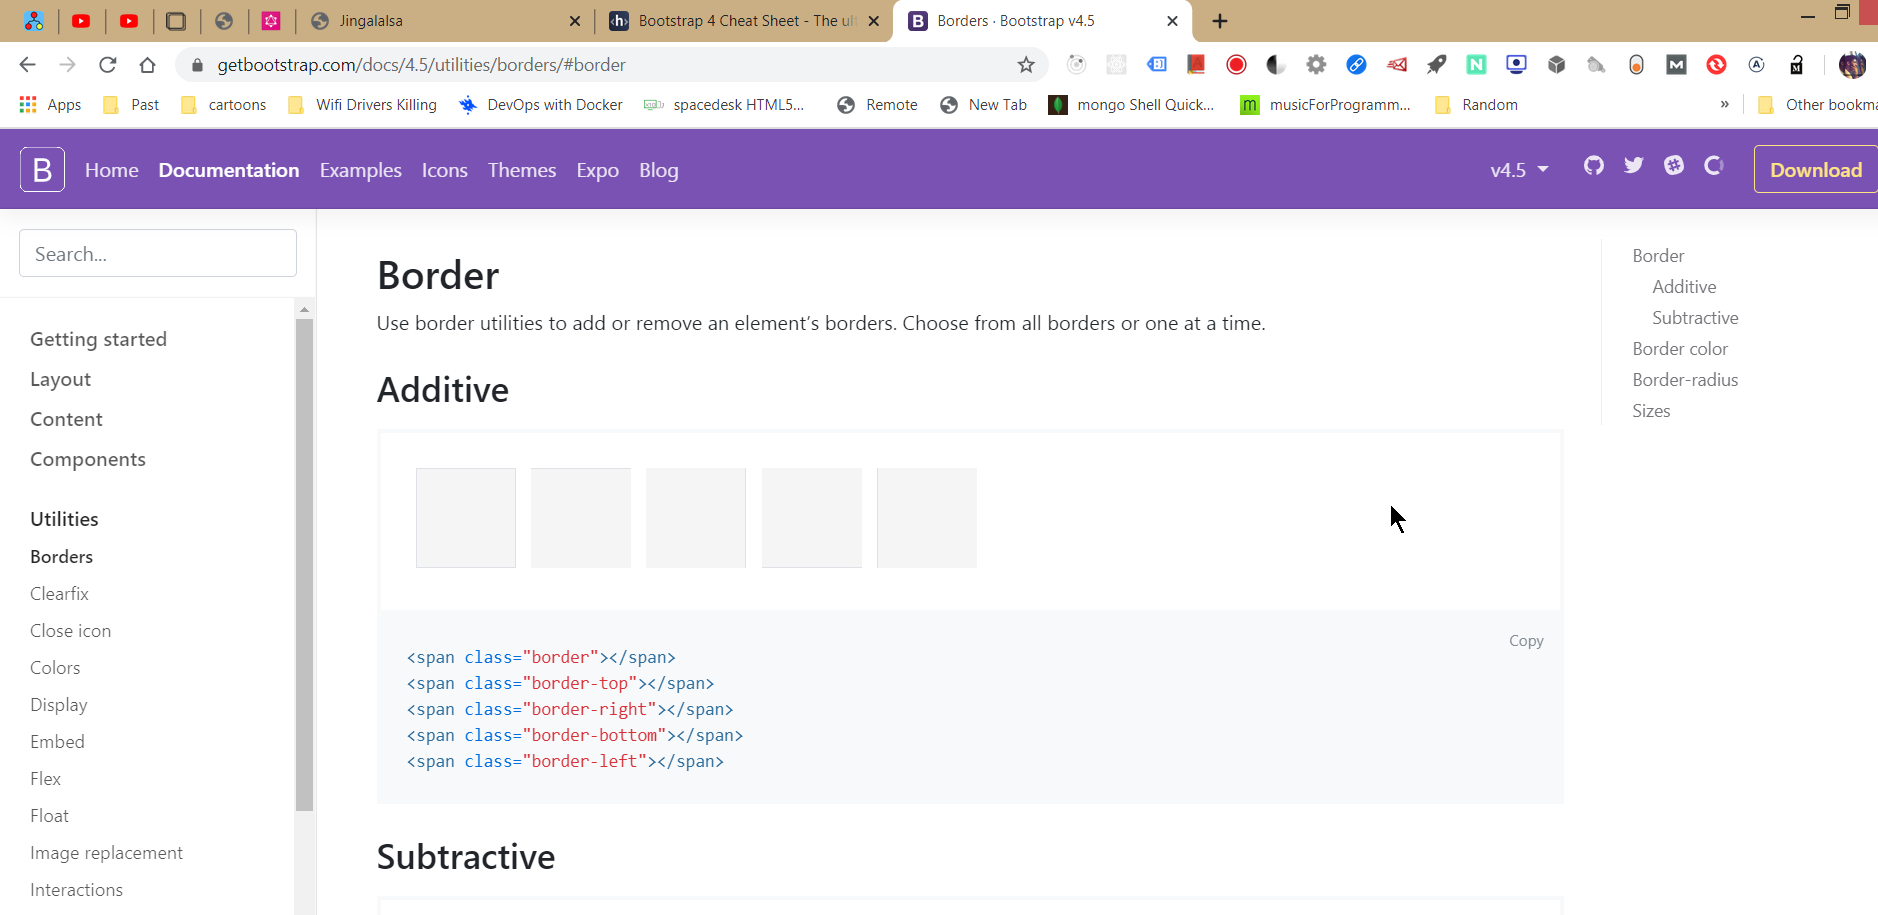 Jingalalsa
Bootstrap 4 Cheat Sheet - The ult
Borders · Bootstrap v4.5
getbootstrap.com/docs/4.5/utilities/borders/#border
Apps
Past
cartoons
Wifi Drivers Killing
DevOps with Docker
spacedesk HTML5...
Remote
New Tab
mongo Shell Quick...
musicForProgramm...
Random
»
Other bookma
B
Home
Documentation
Examples
Icons
Themes
Expo
Blog
v4.5
Download
Search...
Getting started
Layout
Content
Components
Utilities
Borders
Clearfix
Close icon
Colors
Display
Embed
Flex
Float
Image replacement
Interactions
Border
Use border utilities to add or remove an element’s borders. Choose from all borders or one at a time.
Additive
Copy
<span class="border"></span>
<span class="border-top"></span>
<span class="border-right"></span>
<span class="border-bottom"></span>
<span class="border-left"></span>
Subtractive
Border
Additive
Subtractive
Border color
Border-radius
Sizes